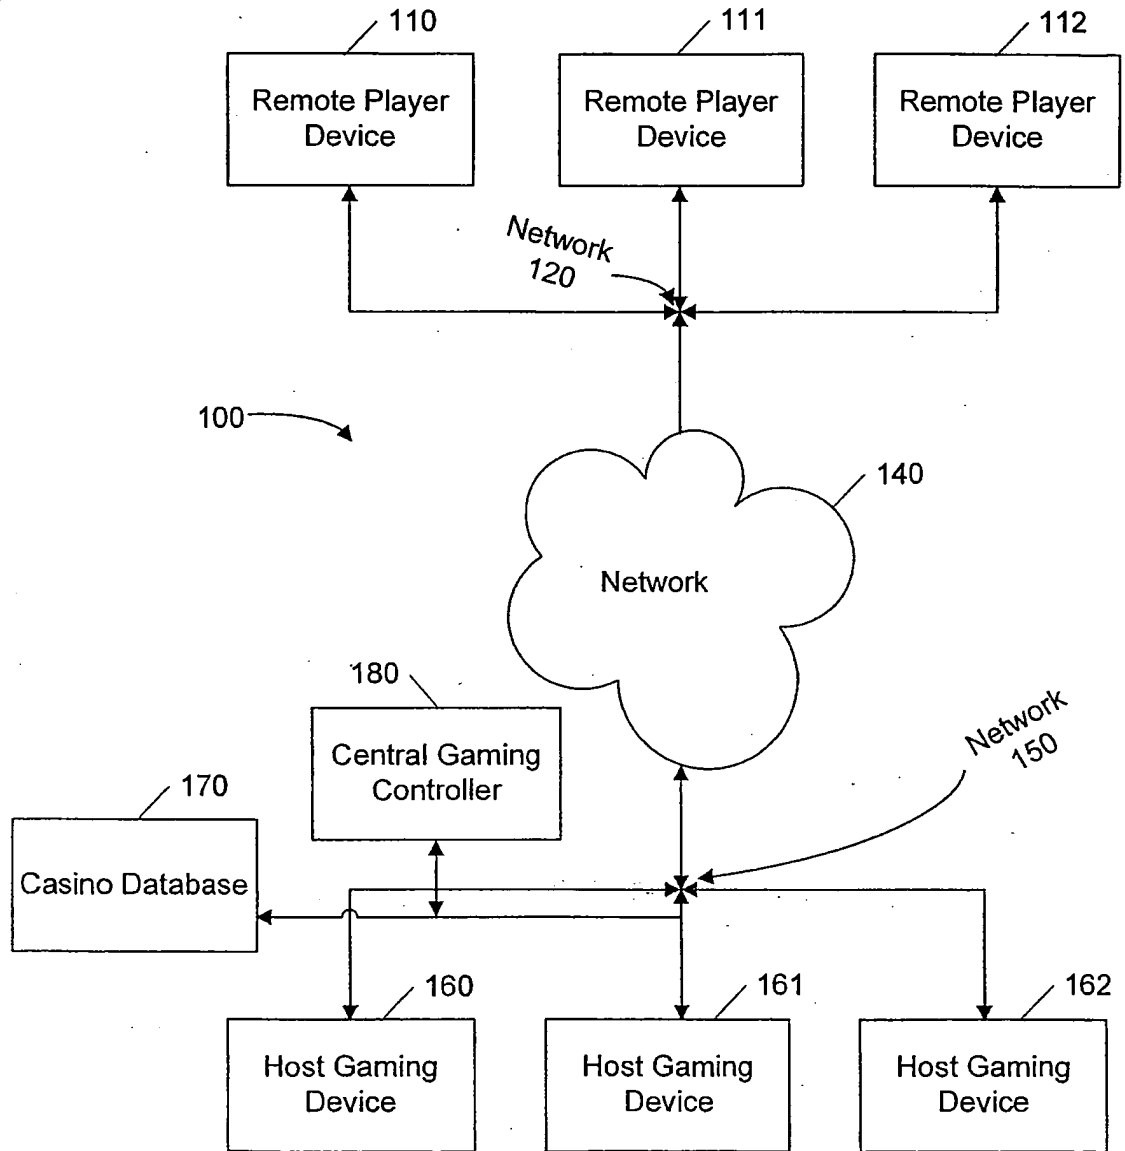 110
111
112
Remote Player
Device
Remote Player
Device
Remote Player
Device
Network
120
100
140
Network
180
Central Gaming
Controller
Network
150
170
Casino Database
160
161
162
Host Gaming
Device
Host Gaming
Device
Host Gaming
Device